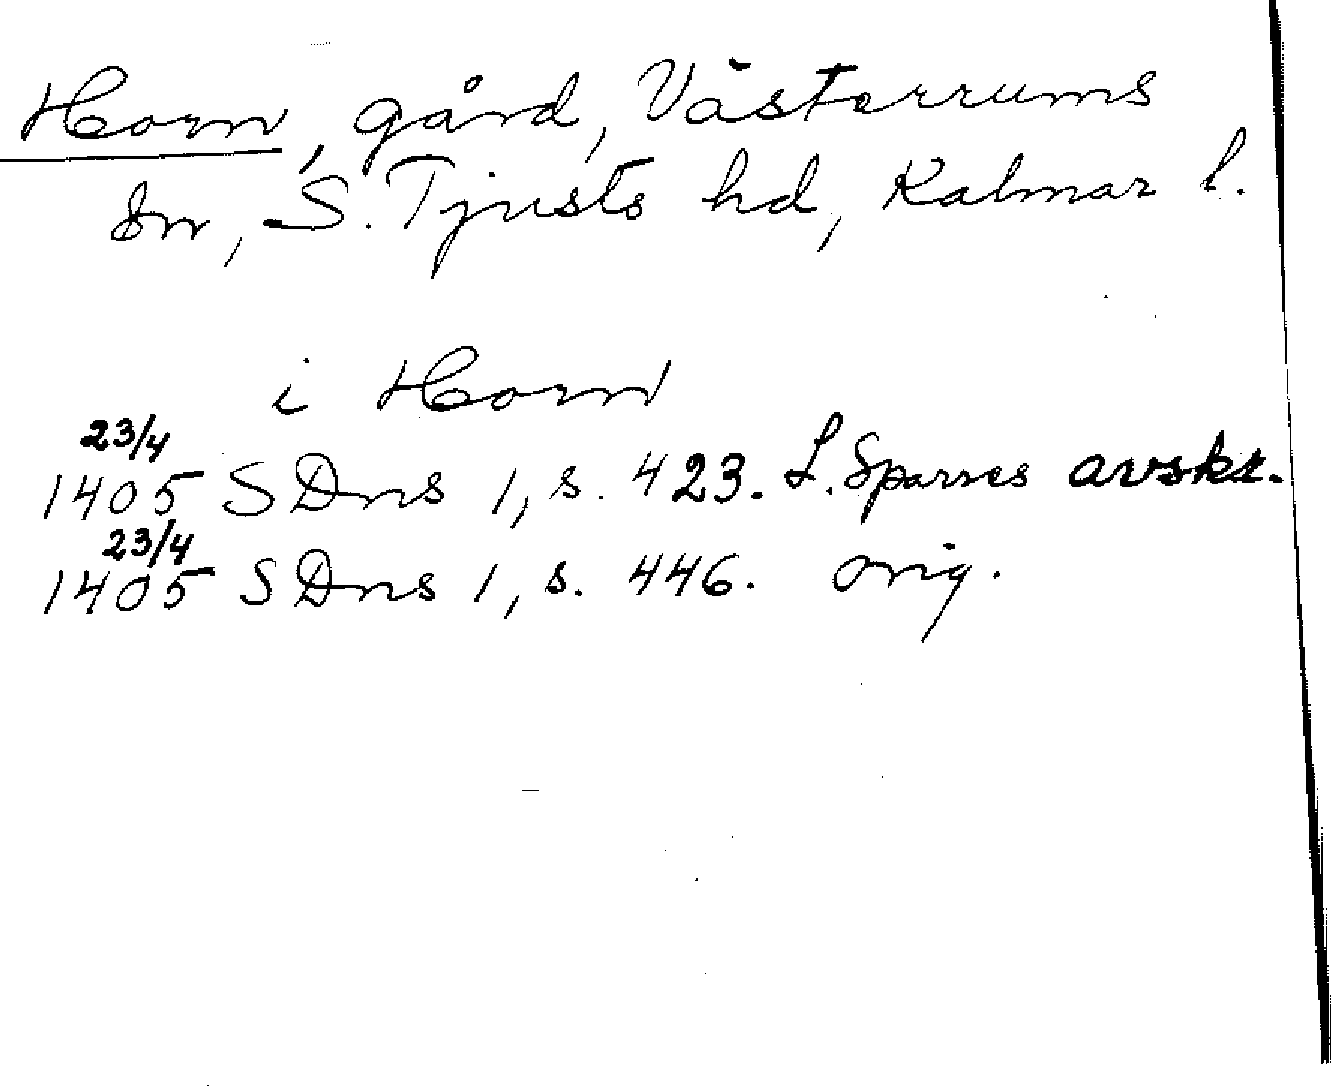 Horn, gård, Västerrums
sn, S. Tjusts hd, Kalmar l.
i Horn
23/4
1405 SDns 1, s. 423. L. Sparres avskr.
23/4
1405 SDns 1, s. 446. orig.